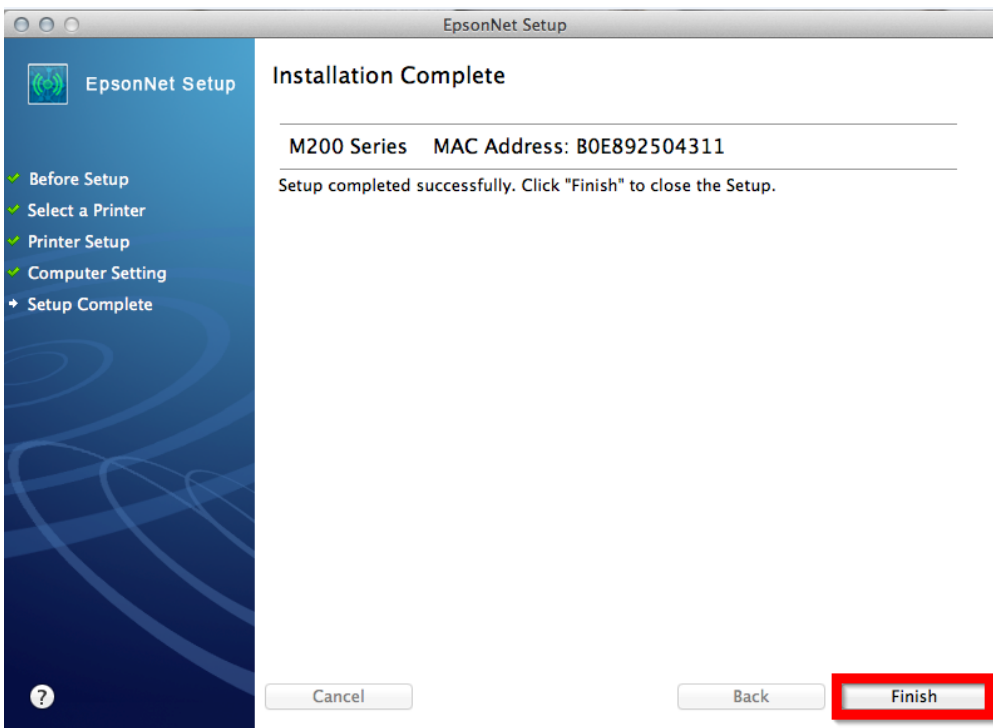 EpsonNet Setup
EpsonNet Setup
Before Setup
Select a Printer
Printer Setup
Computer Setting
Setup Complete
?
Installation Complete
M200 Series MAC Address: B0E892504311
Setup completed successfully. Click "Finish" to close the Setup.
Cancel
Back
Finish